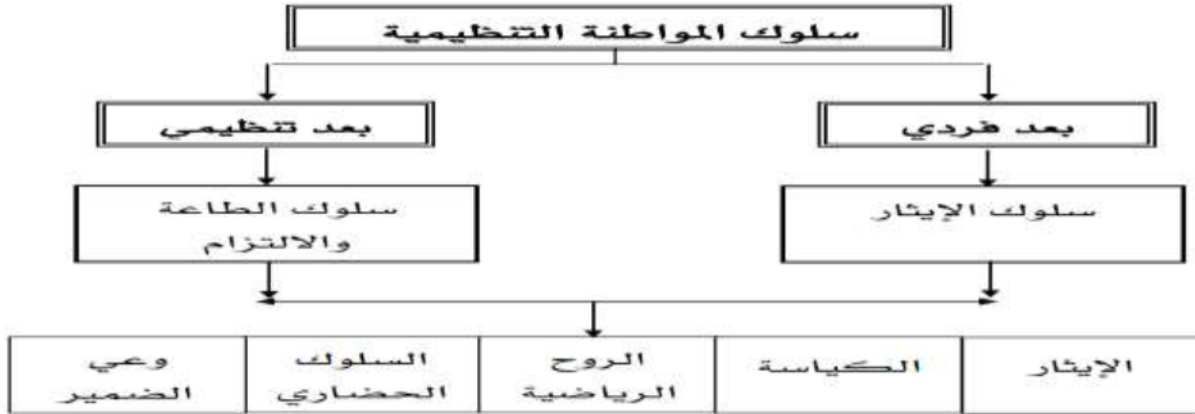 سلوك المواطنة التنظيمية
بعد فردي
بعد تنظيمي
سلوك الإيثار
سلوك الطاعة
والالتزام
الإيثار
الكياسة
الروح
الرياضية
السلوك
الحضاري
وعي
الضمير